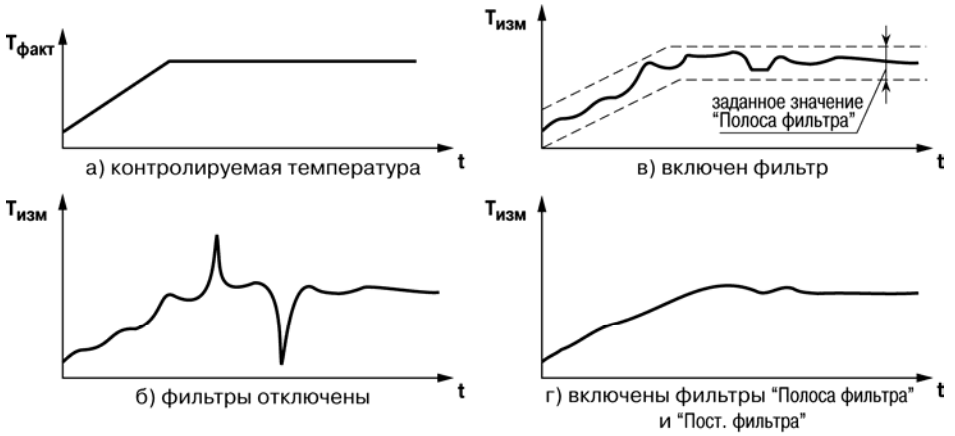 Tфакт
t
а) контролируемая температура
Tизм
заданное значение
“Полоса фильтра”
t
в) включен фильтр
Tизм
t
б) фильтры отключены
Tизм
t
г) включены фильтры “Полоса фильтра”
и “Пост. фильтра”